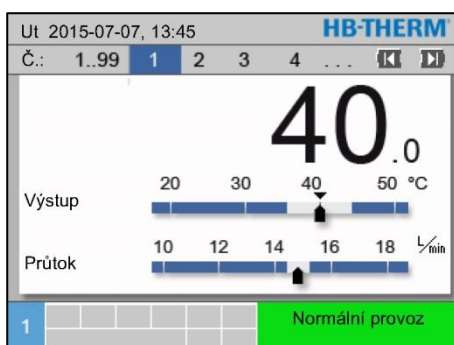 Ut 2015-07-07, 13:45 HB-THERM®
Č.: 1..99 1 2 3 4 ...
40.0
20 30 40 50 °C
Výstup
10 12 14 16 18 L/min
Průtok
1 Normální provoz